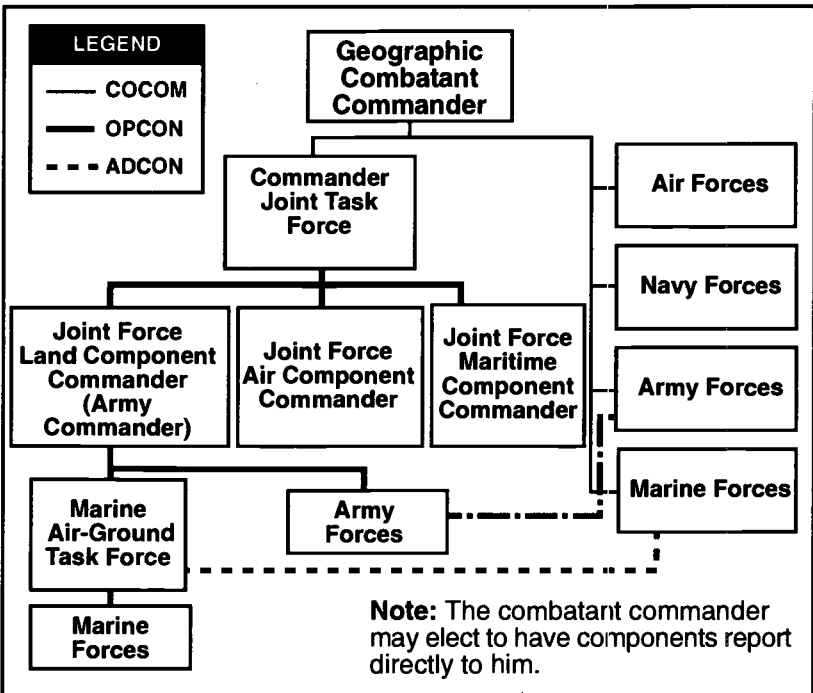 LEGEND
COCOM
OPCON
ADCON
Geographic
Combatant
Commander
Commander
Joint Task
Force
Air Forces
Navy Forces
Army Forces
Marine Forces
Joint Force
Land Component
Commander
(Army
Commander)
Joint Force
Air Component
Commander
Joint Force
Maritime
Component
Commander
Marine
Air-Ground
Task Force
Army
Forces
Marine
Forces
Note: The combatant commander
may elect to have components report
directly to him.